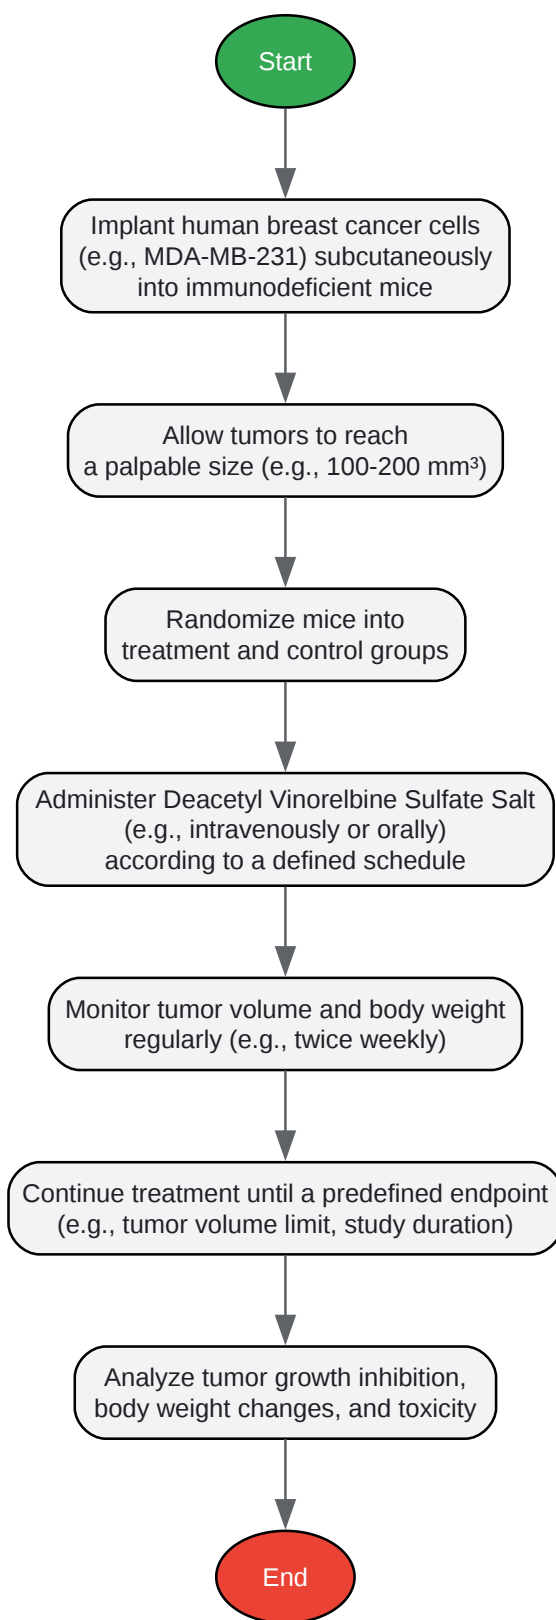 Start
Implant human breast cancer cells
(e.g., MDA-MB-231) subcutaneously
into immunodeficient mice
Allow tumors to reach
a palpable size (e.g., 100-200 mm³)
Randomize mice into
treatment and control groups
Administer Deacetyl Vinorelbine Sulfate Salt
(e.g., intravenously or orally)
according to a defined schedule
Monitor tumor volume and body weight
regularly (e.g., twice weekly)
Continue treatment until a predefined endpoint
(e.g., tumor volume limit, study duration)
Analyze tumor growth inhibition,
body weight changes, and toxicity
End